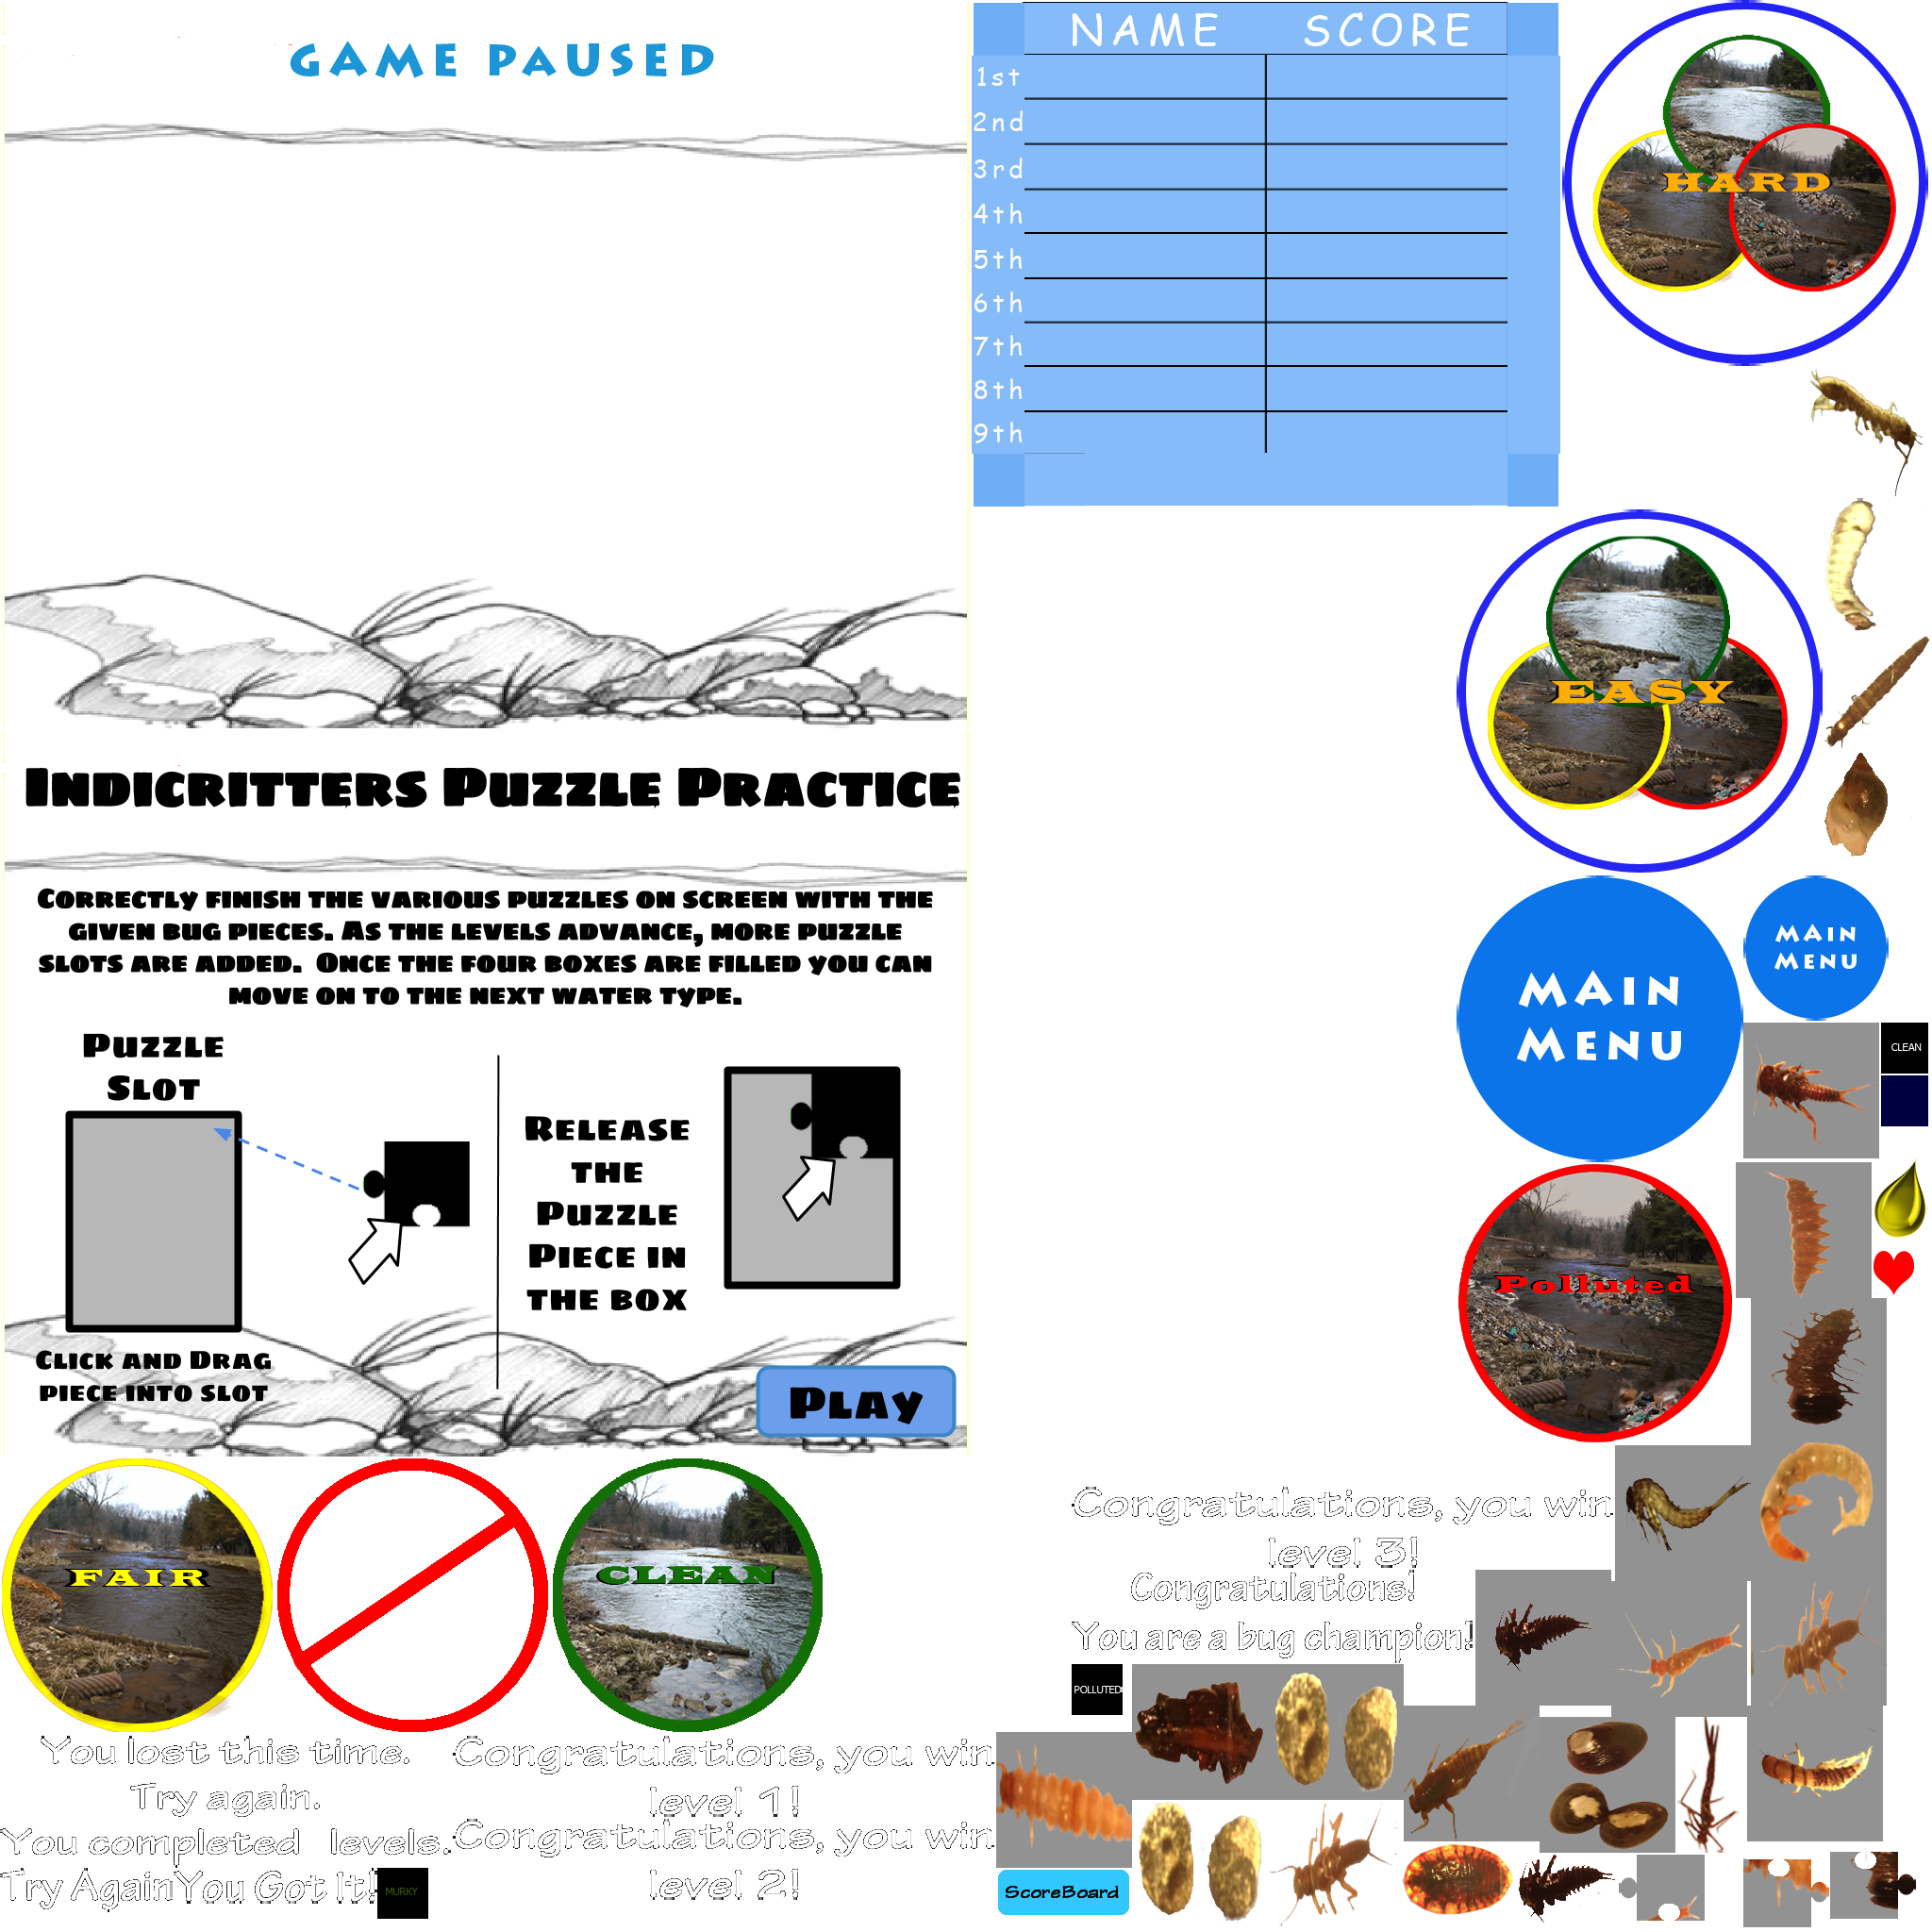 GAME PAUSED
NAME SCORE
1st
2nd
3rd
4th
5th
6th
7th
8th
9th
HARD
EASY
INDICRITTERS PUZZLE PRACTICE
CORRECTLY FINISH THE VARIOUS PUZZLES ON SCREEN WITH THE
GIVEN BUG PIECES. AS THE LEVELS ADVANCE, MORE PUZZLE
SLOTS ARE ADDED. ONCE THE FOUR BOXES ARE FILLED YOU CAN
MOVE ON TO THE NEXT WATER TYPE.
PUZZLE
SLOT
RELEASE
THE
PUZZLE
PIECE IN
THE BOX
CLICK AND DRAG
PIECE INTO SLOT
PLAY
MAIN
MENU
MAIN
MENU
CLEAN
Polluted
FAIR
CLEAN
Congratulations, you win
level 3!
Congratulations!
You are a bug champion!
POLLUTED
You lost this time.
Try again.
You completed levels.
Try Again
You Got It!
MURKY
Congratulations, you win
level 1!
Congratulations, you win
level 2!
ScoreBoard